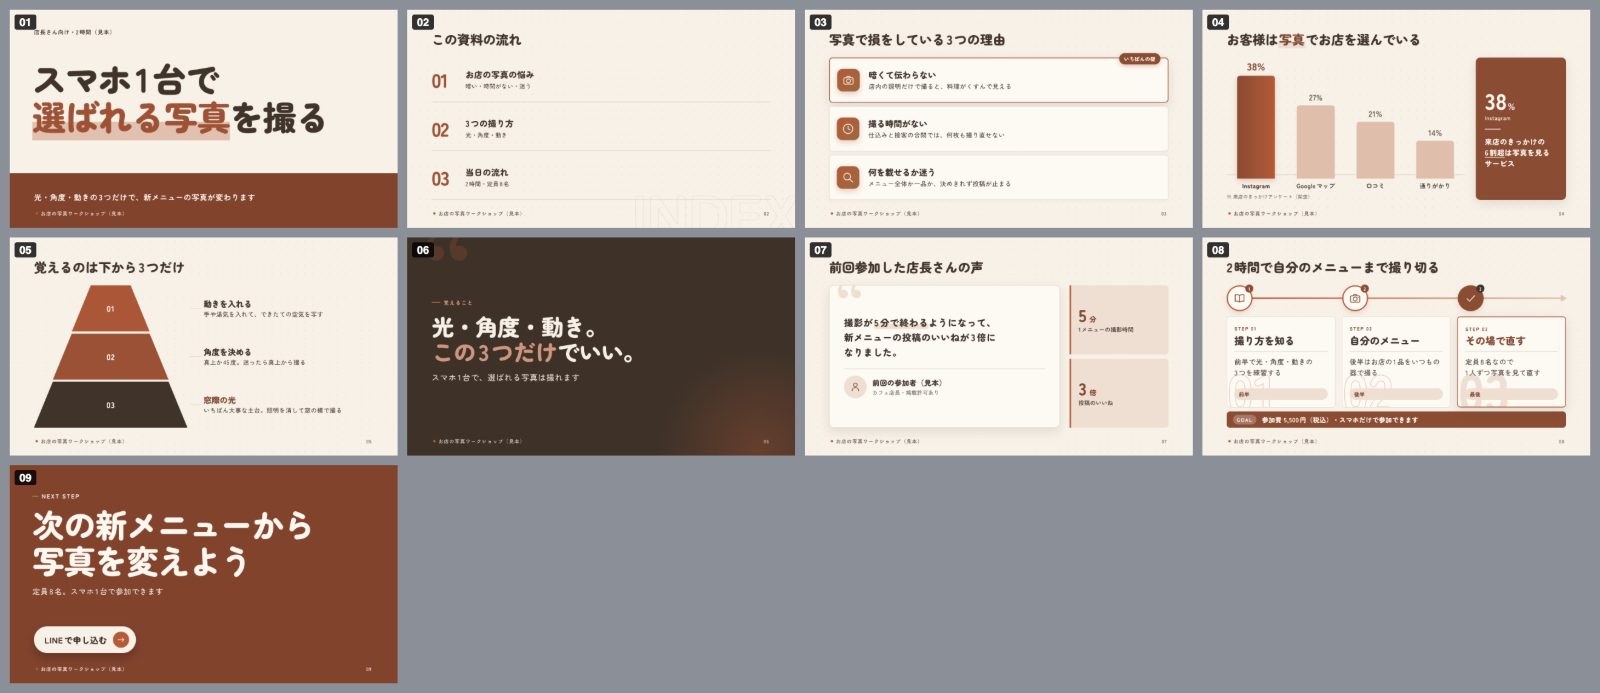 01
店長さん向け・2時間（見本）
スマホ1台で
選ばれる写真を撮る
光・角度・動きの3つだけで、新メニューの写真が変わります
お店の写真ワークショップ（見本）
02
この資料の流れ
01
お店の写真の悩み
暗い・時間がない・迷う
02
3つの撮り方
光・角度・動き
03
当日の流れ
2時間・定員8名
INDEX
お店の写真ワークショップ（見本）
02
03
写真で損をしている3つの理由
いちばんの壁
暗くて伝わらない
店内の照明だけで撮ると、料理がくすんで見える
撮る時間がない
仕込みと接客の合間では、何枚も撮り直せない
何を載せるか迷う
メニュー全体か一品か、決めきれず投稿が止まる
お店の写真ワークショップ（見本）
03
04
お客様は写真でお店を選んでいる
38%
27%
21%
14%
Instagram
Google マップ
口コミ
通りがかり
38%
Instagram
来店のきっかけの
6割超は写真を見る
サービス
お店の写真ワークショップ（見本）
04
05
覚えるのは下から3つだけ
01
動きを入れる
手や湯気を入れて、できたての空気を写す
02
角度を決める
真上か45度。迷ったら真上から撮る
03
窓際の光
いちばん大事な土台。照明を消して窓の横で撮る
お店の写真ワークショップ（見本）
05
06
覚えること
光・角度・動き。
この3つだけでいい。
スマホ1台で、選ばれる写真は撮れます
お店の写真ワークショップ（見本）
06
07
前回参加した店長さんの声
撮影が5分で終わるようになって、
新メニューの投稿のいいねが3倍に
なりました。
前回の参加者（見本）
カフェ店長・掲載許可あり
5分
1メニューの撮影時間
3倍
投稿のいいね
お店の写真ワークショップ（見本）
07
08
2時間で自分のメニューまで撮り切る
1
2
3
STEP 01
撮り方を知る
前半で光・角度・動きの
3つを練習する
01
前半
STEP 02
自分のメニュー
後半はお店の1品をいつもの
器で撮る
02
後半
STEP 03
その場で直す
定員8名なので
1人ずつ写真を見て直す
03
最後
GOAL
参加費 5,500円（税込）・スマホだけで参加できます
お店の写真ワークショップ（見本）
08
09
NEXT STEP
次の新メニューから
写真を変えよう
定員8名。スマホ1台で参加できます
LINEで申し込む
お店の写真ワークショップ（見本）
09